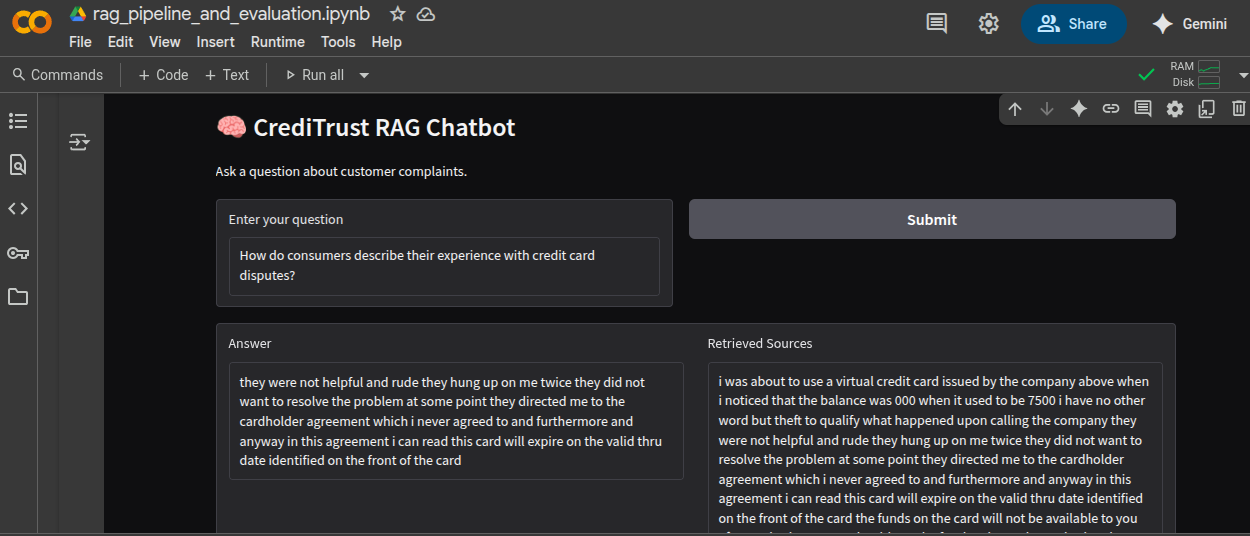 rag_pipeline_and_evaluation.ipynb
File Edit View Insert Runtime Tools Help
Share
Gemini
Commands
+ Code + Text
Run all
RAM
Disk
CrediTrust RAG Chatbot
Ask a question about customer complaints.
Enter your question
How do consumers describe their experience with credit card
disputes?
Submit
Answer
they were not helpful and rude they hung up on me twice they did not
want to resolve the problem at some point they directed me to the
cardholder agreement which i never agreed to and furthermore and
anyway in this agreement i can read this card will expire on the valid thru
date identified on the front of the card
Retrieved Sources
i was about to use a virtual credit card issued by the company above when
i noticed that the balance was 000 when it used to be 7500 i have no other
word but theft to qualify what happened upon calling the company they
were not helpful and rude they hung up on me twice they did not want to
resolve the problem at some point they directed me to the cardholder
agreement which i never agreed to and furthermore and anyway in this
agreement i can read this card will expire on the valid thru date identified
on the front of the card the funds on the card will not be available to you